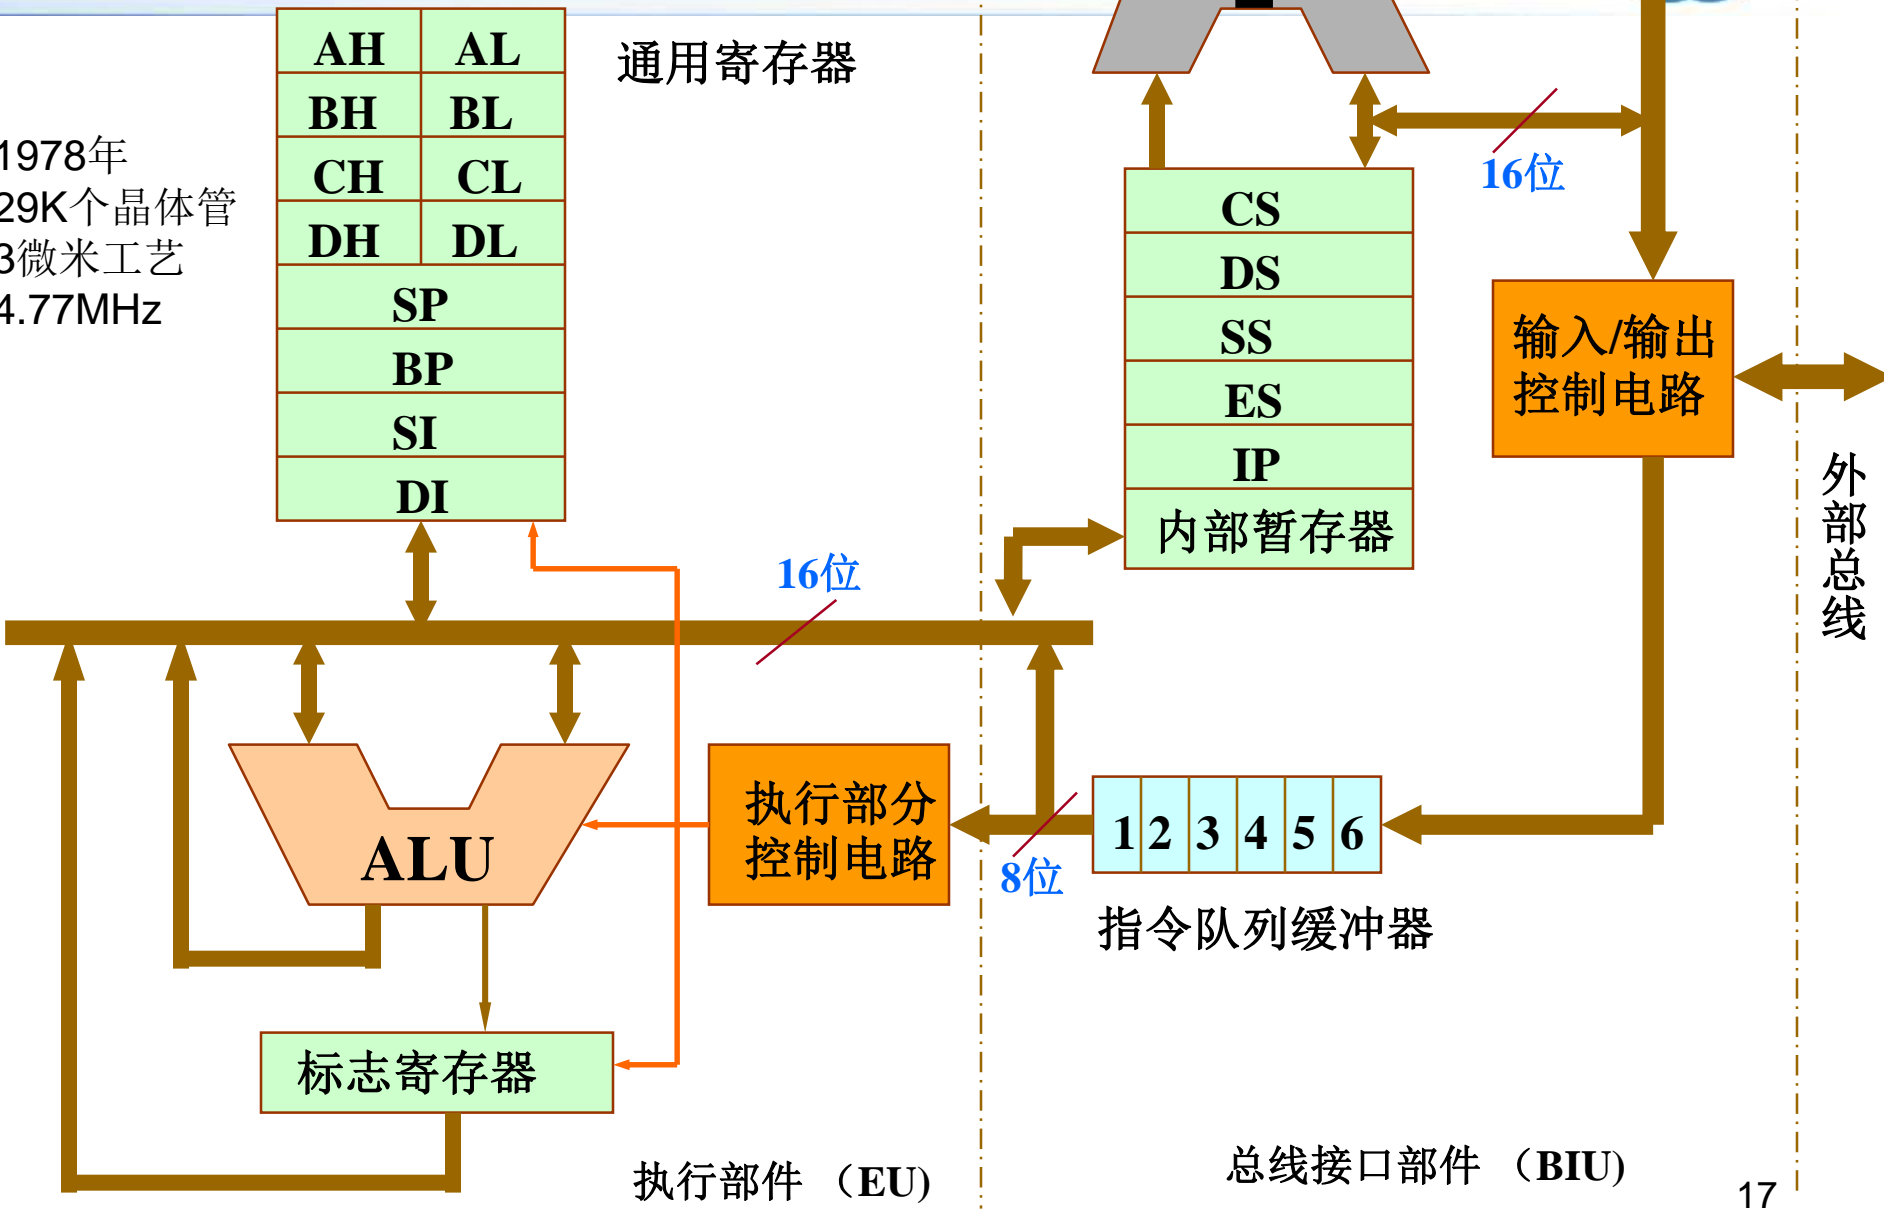 AH AL
通用寄存器
BH BL
CH CL
DH DL
SP
BP
SI
DI
1978年
29K个晶体管
3微米工艺
4.77MHz
16位
CS
DS
SS
ES
IP
内部暂存器
输入/输出
控制电路
外部总线
16位
ALU
执行部分
控制电路
8位
1 2 3 4 5 6
指令队列缓冲器
标志寄存器
执行部件 （EU)
总线接口部件 （BIU)
17